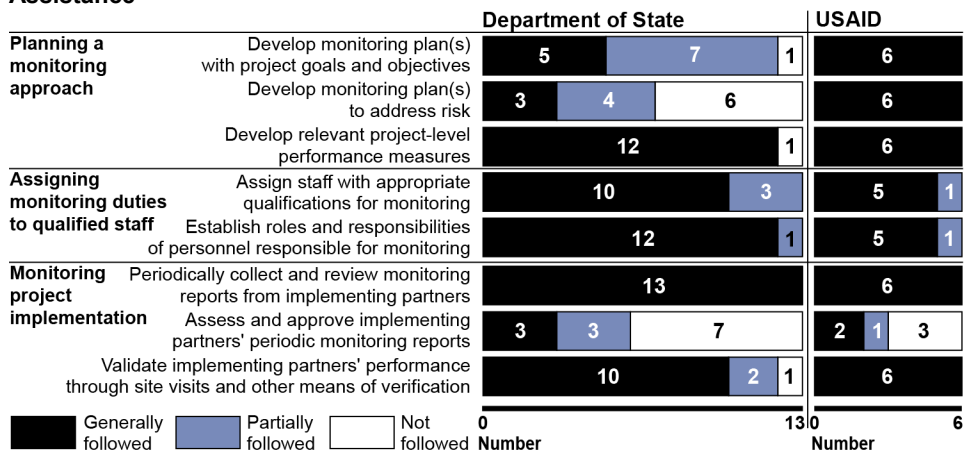 Assistance
Department of State USAID
Planning a
monitoring
approach
Develop monitoring plan(s)
with project goals and objectives
5 7 1 6
Develop monitoring plan(s)
to address risk
3 4 6 6
Develop relevant project-level
performance measures
12 1 6
Assigning
monitoring duties
to qualified staff
Assign staff with appropriate
qualifications for monitoring
10 3 5 1
Establish roles and responsibilities
of personnel responsible for monitoring
12 1 5 1
Monitoring
project
implementation
Periodically collect and review monitoring
reports from implementing partners
13 6
Assess and approve implementing
partners' periodic monitoring reports
3 3 7 2 1 3
Validate implementing partners' performance
through site visits and other means of verification
10 2 1 6
Generally
followed
Partially
followed
Not
followed
0 13 0 6
Number Number